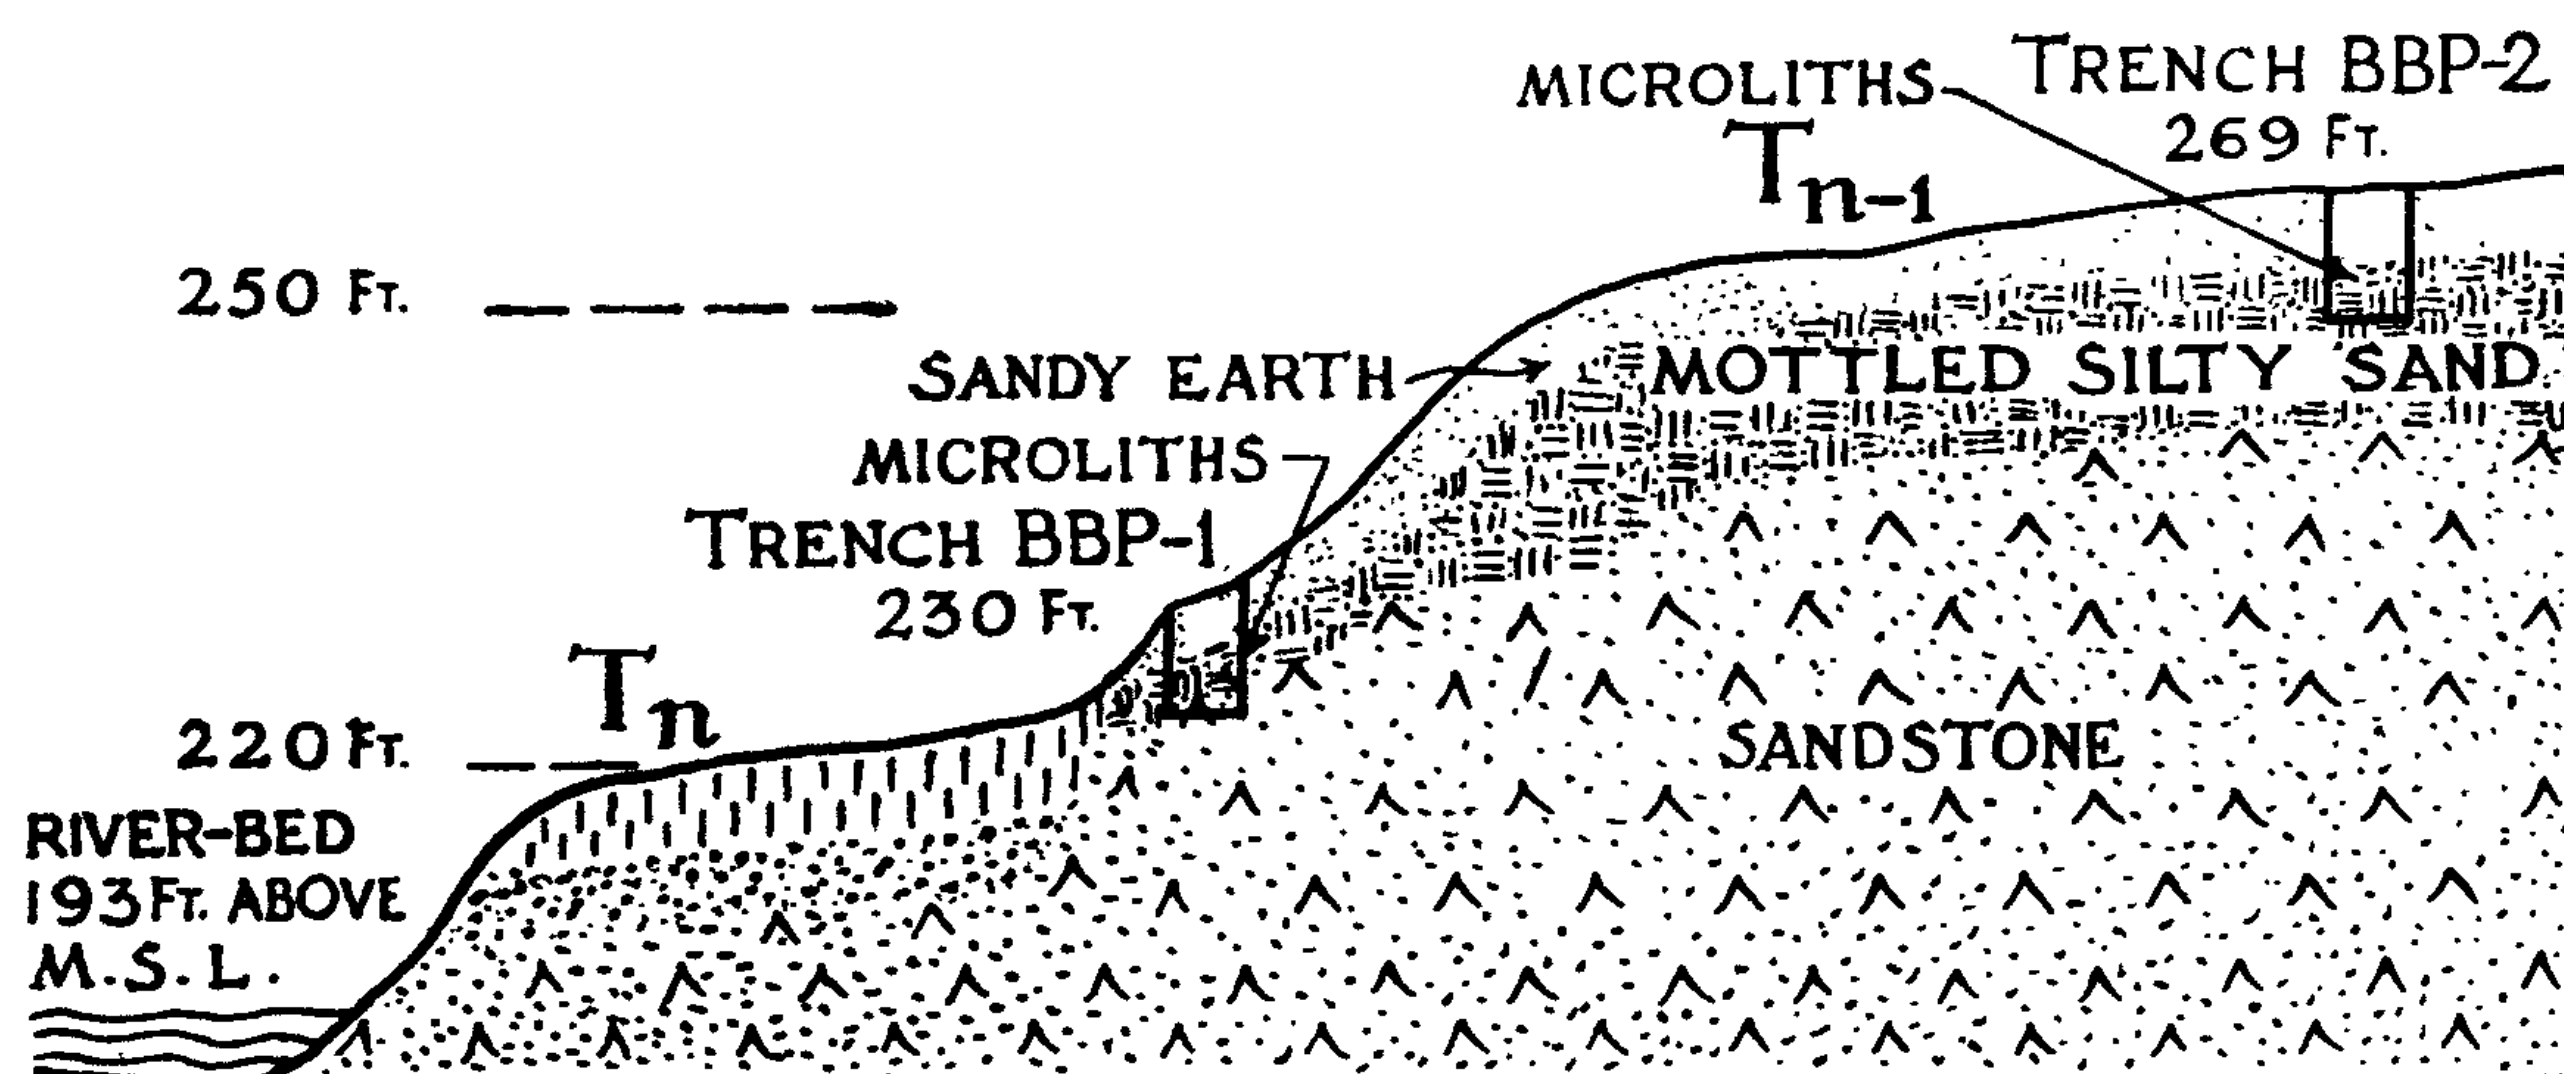 MICROLITHS
TRENCH BBP-2
269 FT.
Tn-1
250 FT.
SANDY EARTH
MOTTLED SILTY SAND
MICROLITHS
TRENCH BBP-1
230 FT.
Tn
220 FT.
SANDSTONE
RIVER-BED
193 FT. ABOVE
M.S.L.